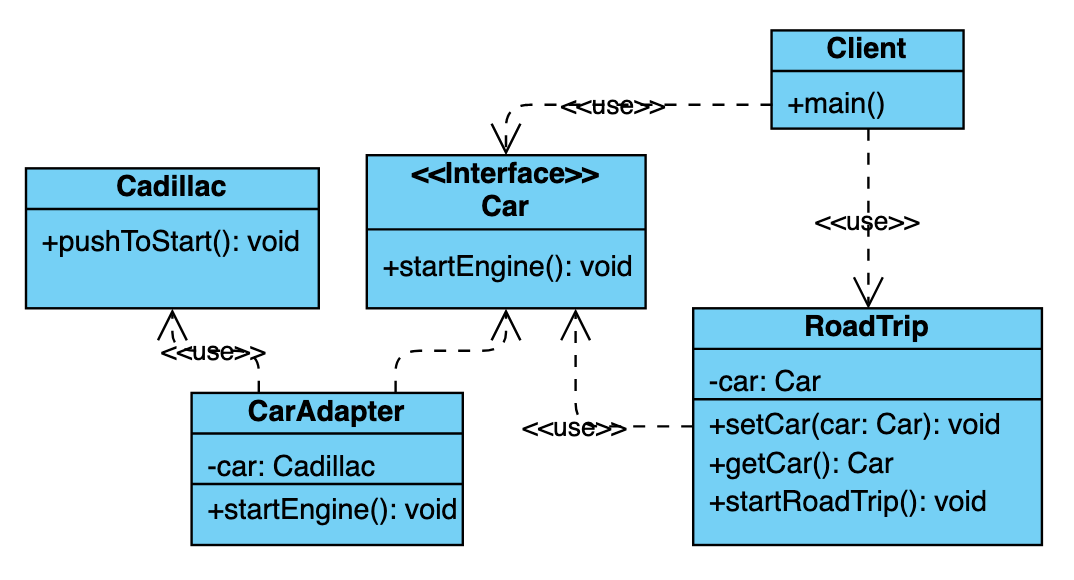 Client
+main()
<<use>>
<<Interface>>
Car
+startEngine(): void
Cadillac
+pushToStart(): void
<<use>>
<<use>>
CarAdapter
-car: Cadillac
+startEngine(): void
<<use>>
RoadTrip
-car: Car
+setCar(car: Car): void
+getCar(): Car
+startRoadTrip(): void